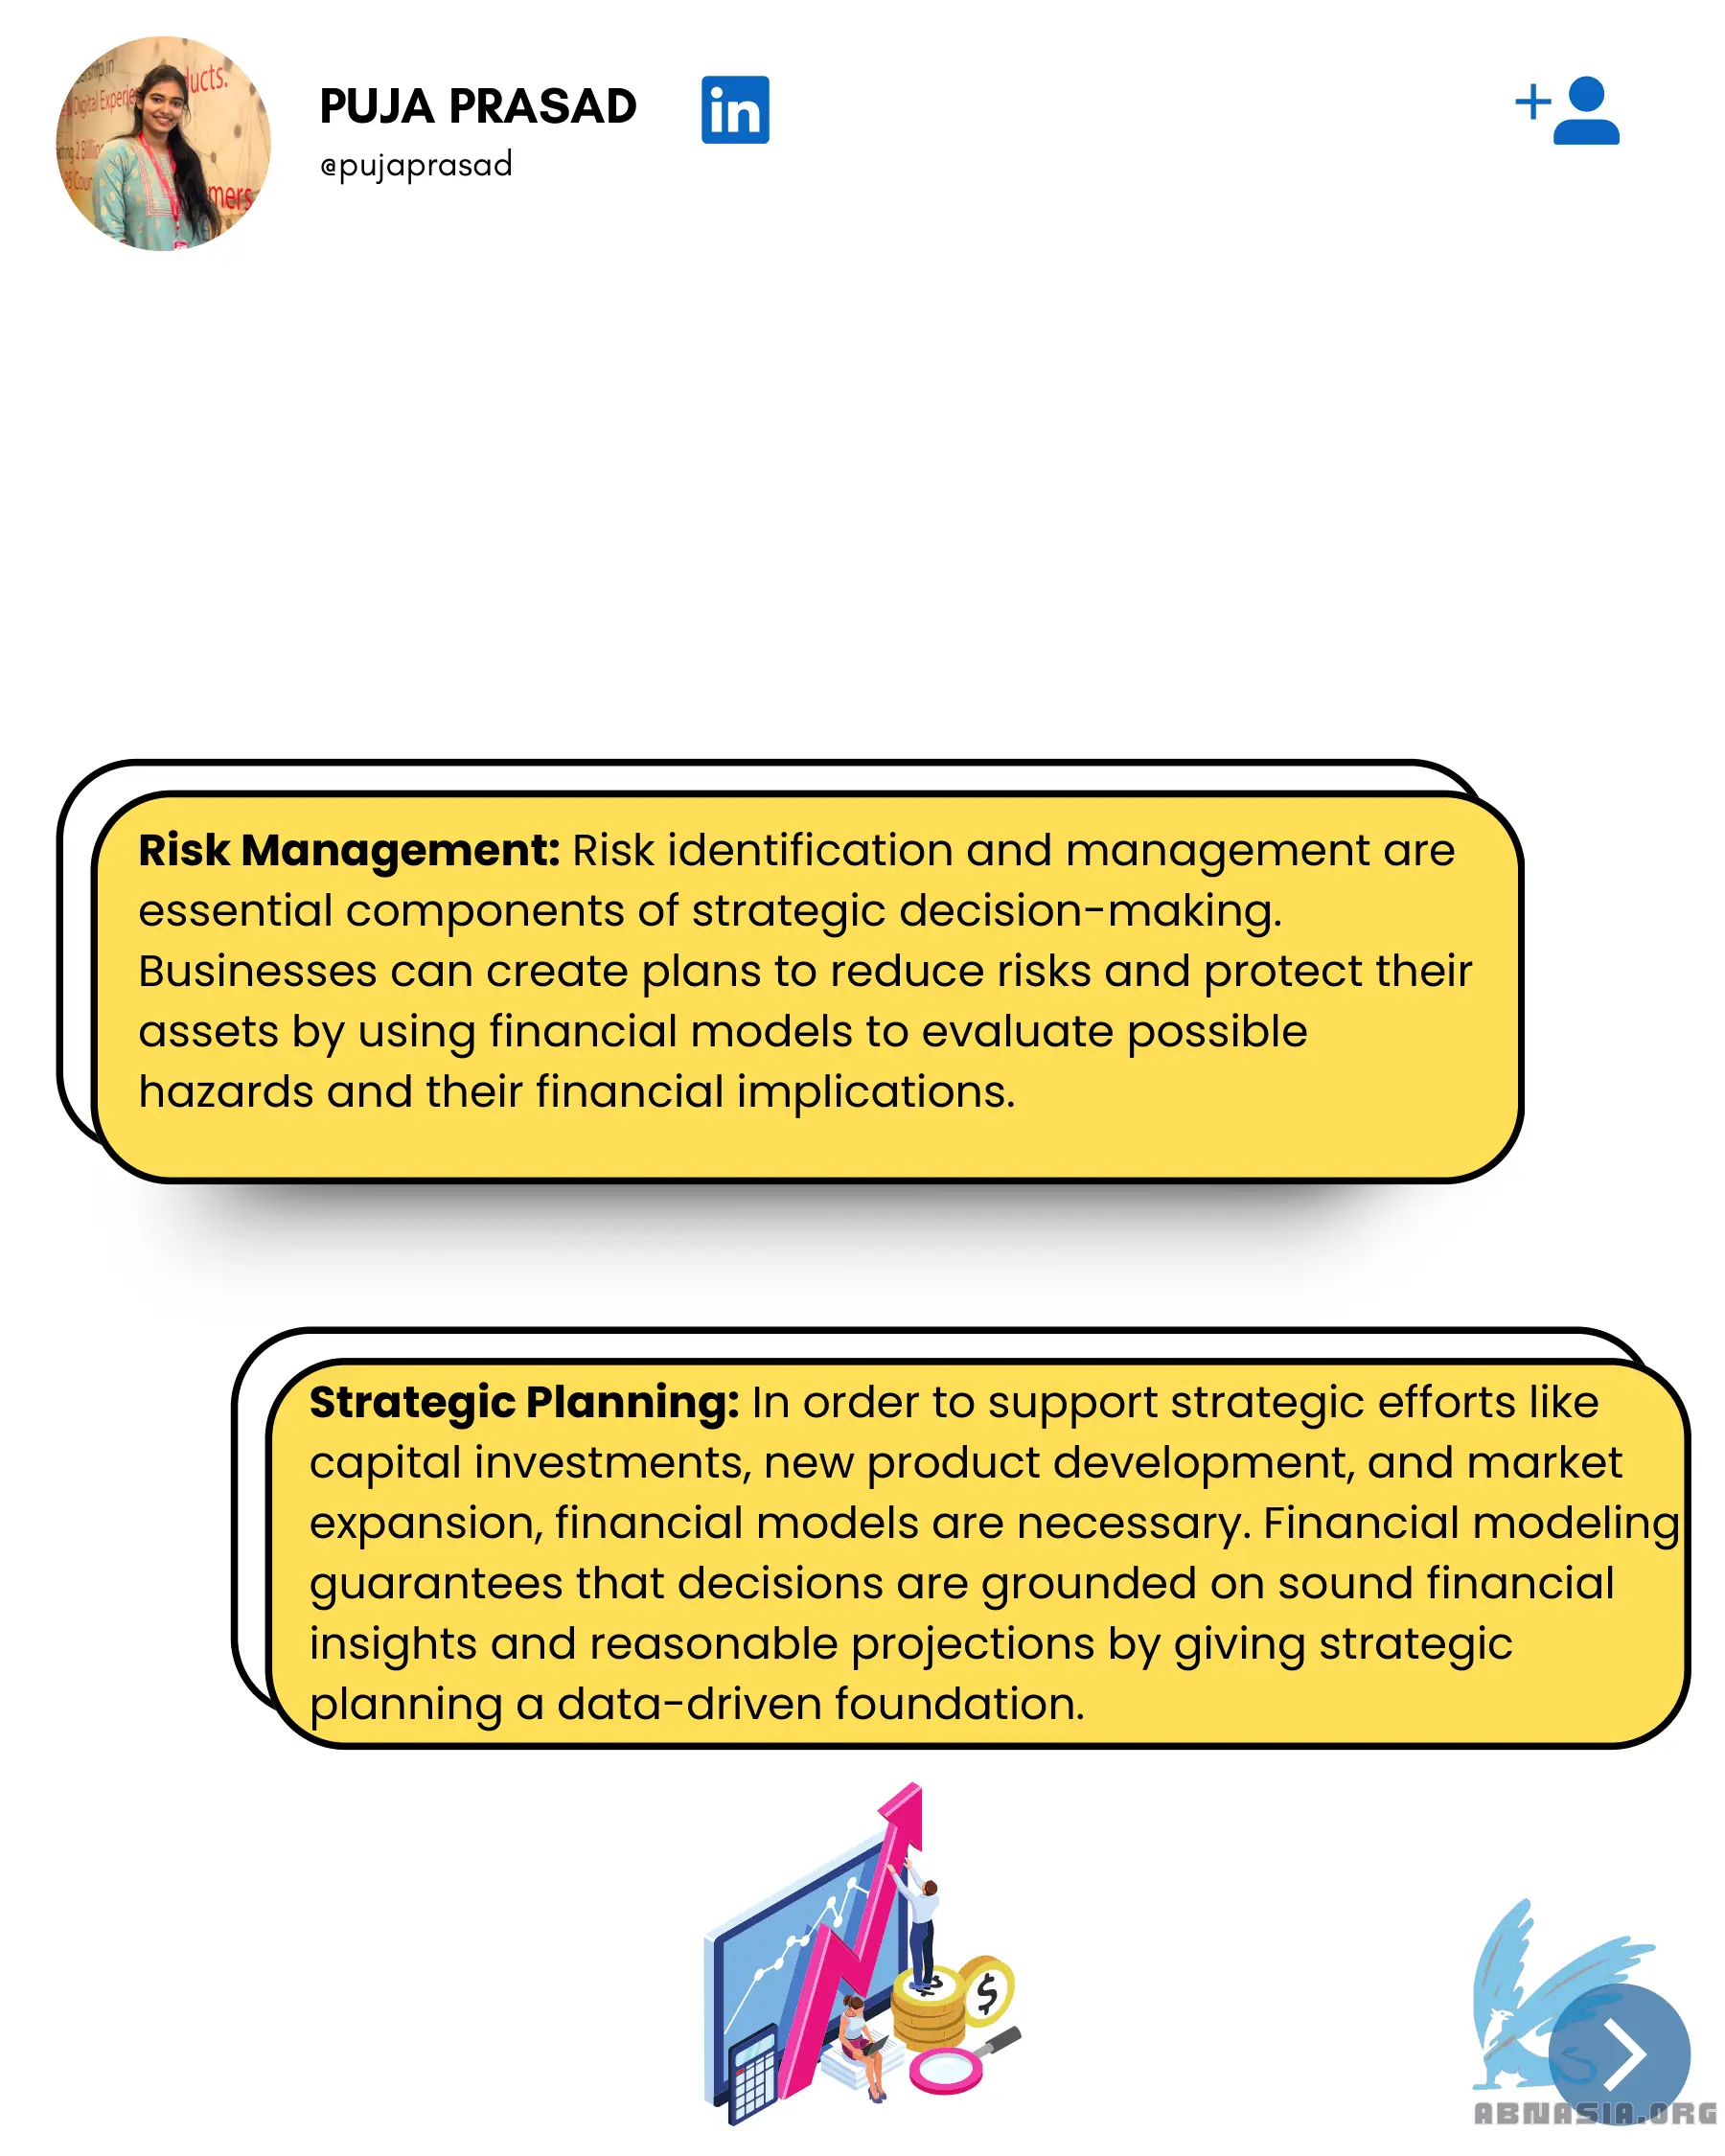 PUJA PRASAD
in
@pujaprasad
ucts.
Digital Experie
mers
Risk Management: Risk identification and management are
essential components of strategic decision-making.
Businesses can create plans to reduce risks and protect their
assets by using financial models to evaluate possible
hazards and their financial implications.
Strategic Planning: In order to support strategic efforts like
capital investments, new product development, and market
expansion, financial models are necessary. Financial modeling
guarantees that decisions are grounded on sound financial
insights and reasonable projections by giving strategic
planning a data-driven foundation.
$
ABNASIA.ORG